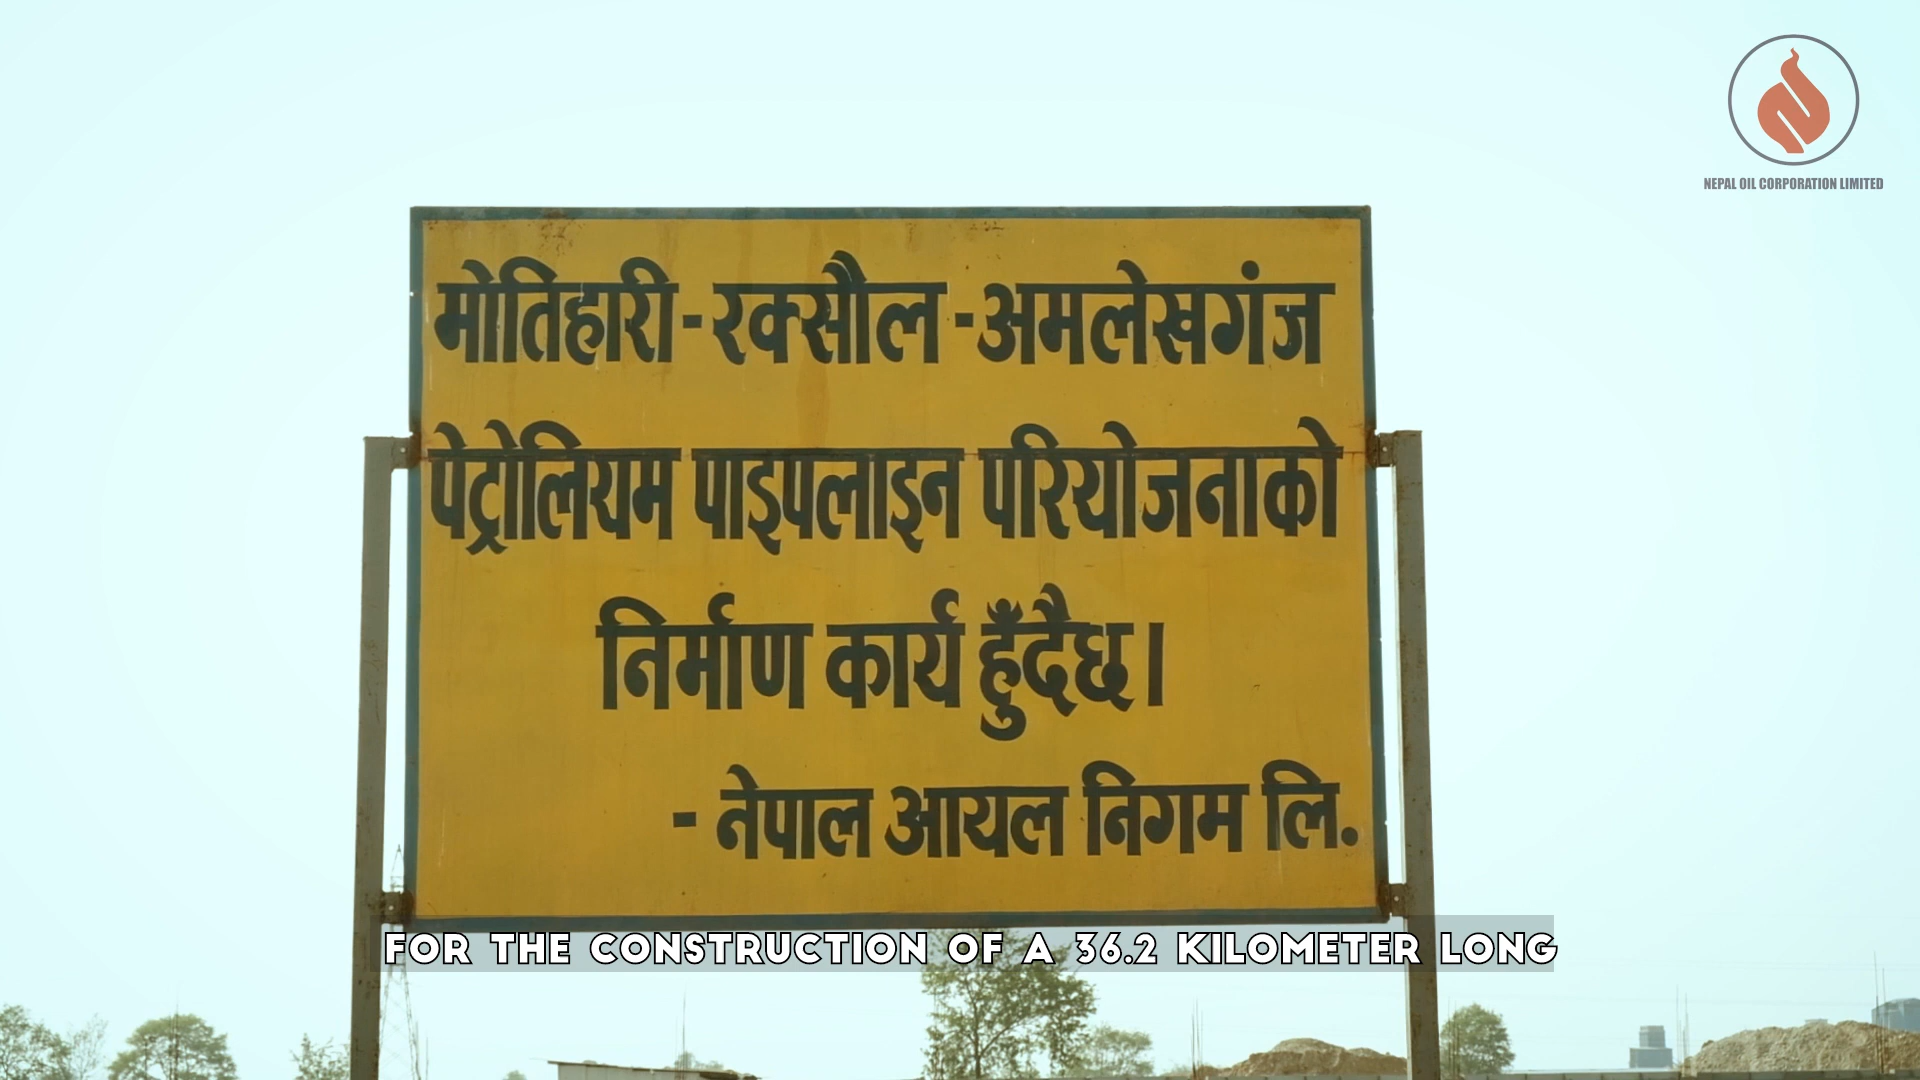 NEPAL OIL CORPORATION LIMITED
मोतिहारी-रक्सौल-अमलेखगंज
पेट्रोलियम पाइपलाइन परियोजनाको
निर्माण कार्य हुँदैछ।
- नेपाल आयल निगम लि.
FOR THE CONSTRUCTION OF A 36.2 KILOMETER LONG